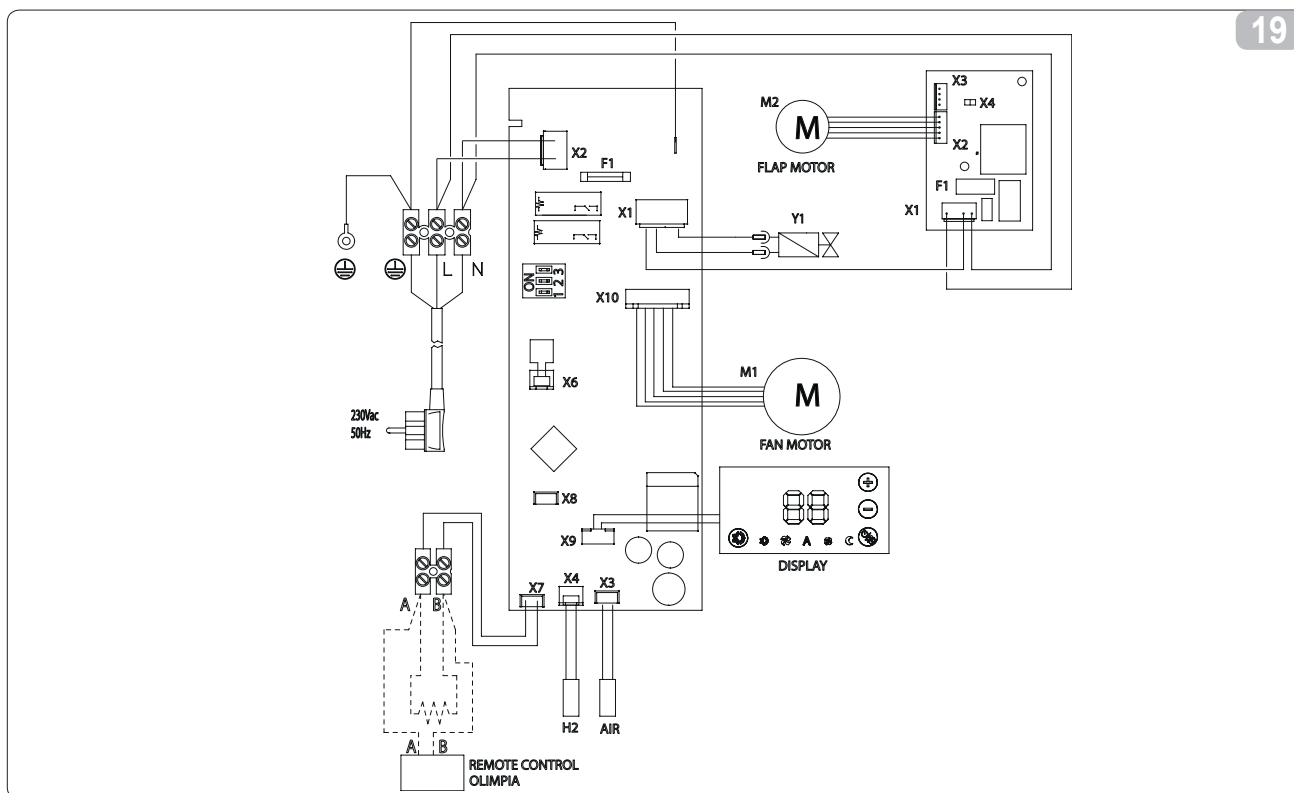 19
X3
X4
M2
M
X2
FLAP MOTOR
F1
X1
X2
F1
X1
Y1
L
N
ON
1 2 3
X10
X6
M1
M
FAN MOTOR
230Vac
50Hz
X8
X9
88
A
DISPLAY
X7
X4
X3
A
B
H2
AIR
A
B
REMOTE CONTROL
OLIMPIA